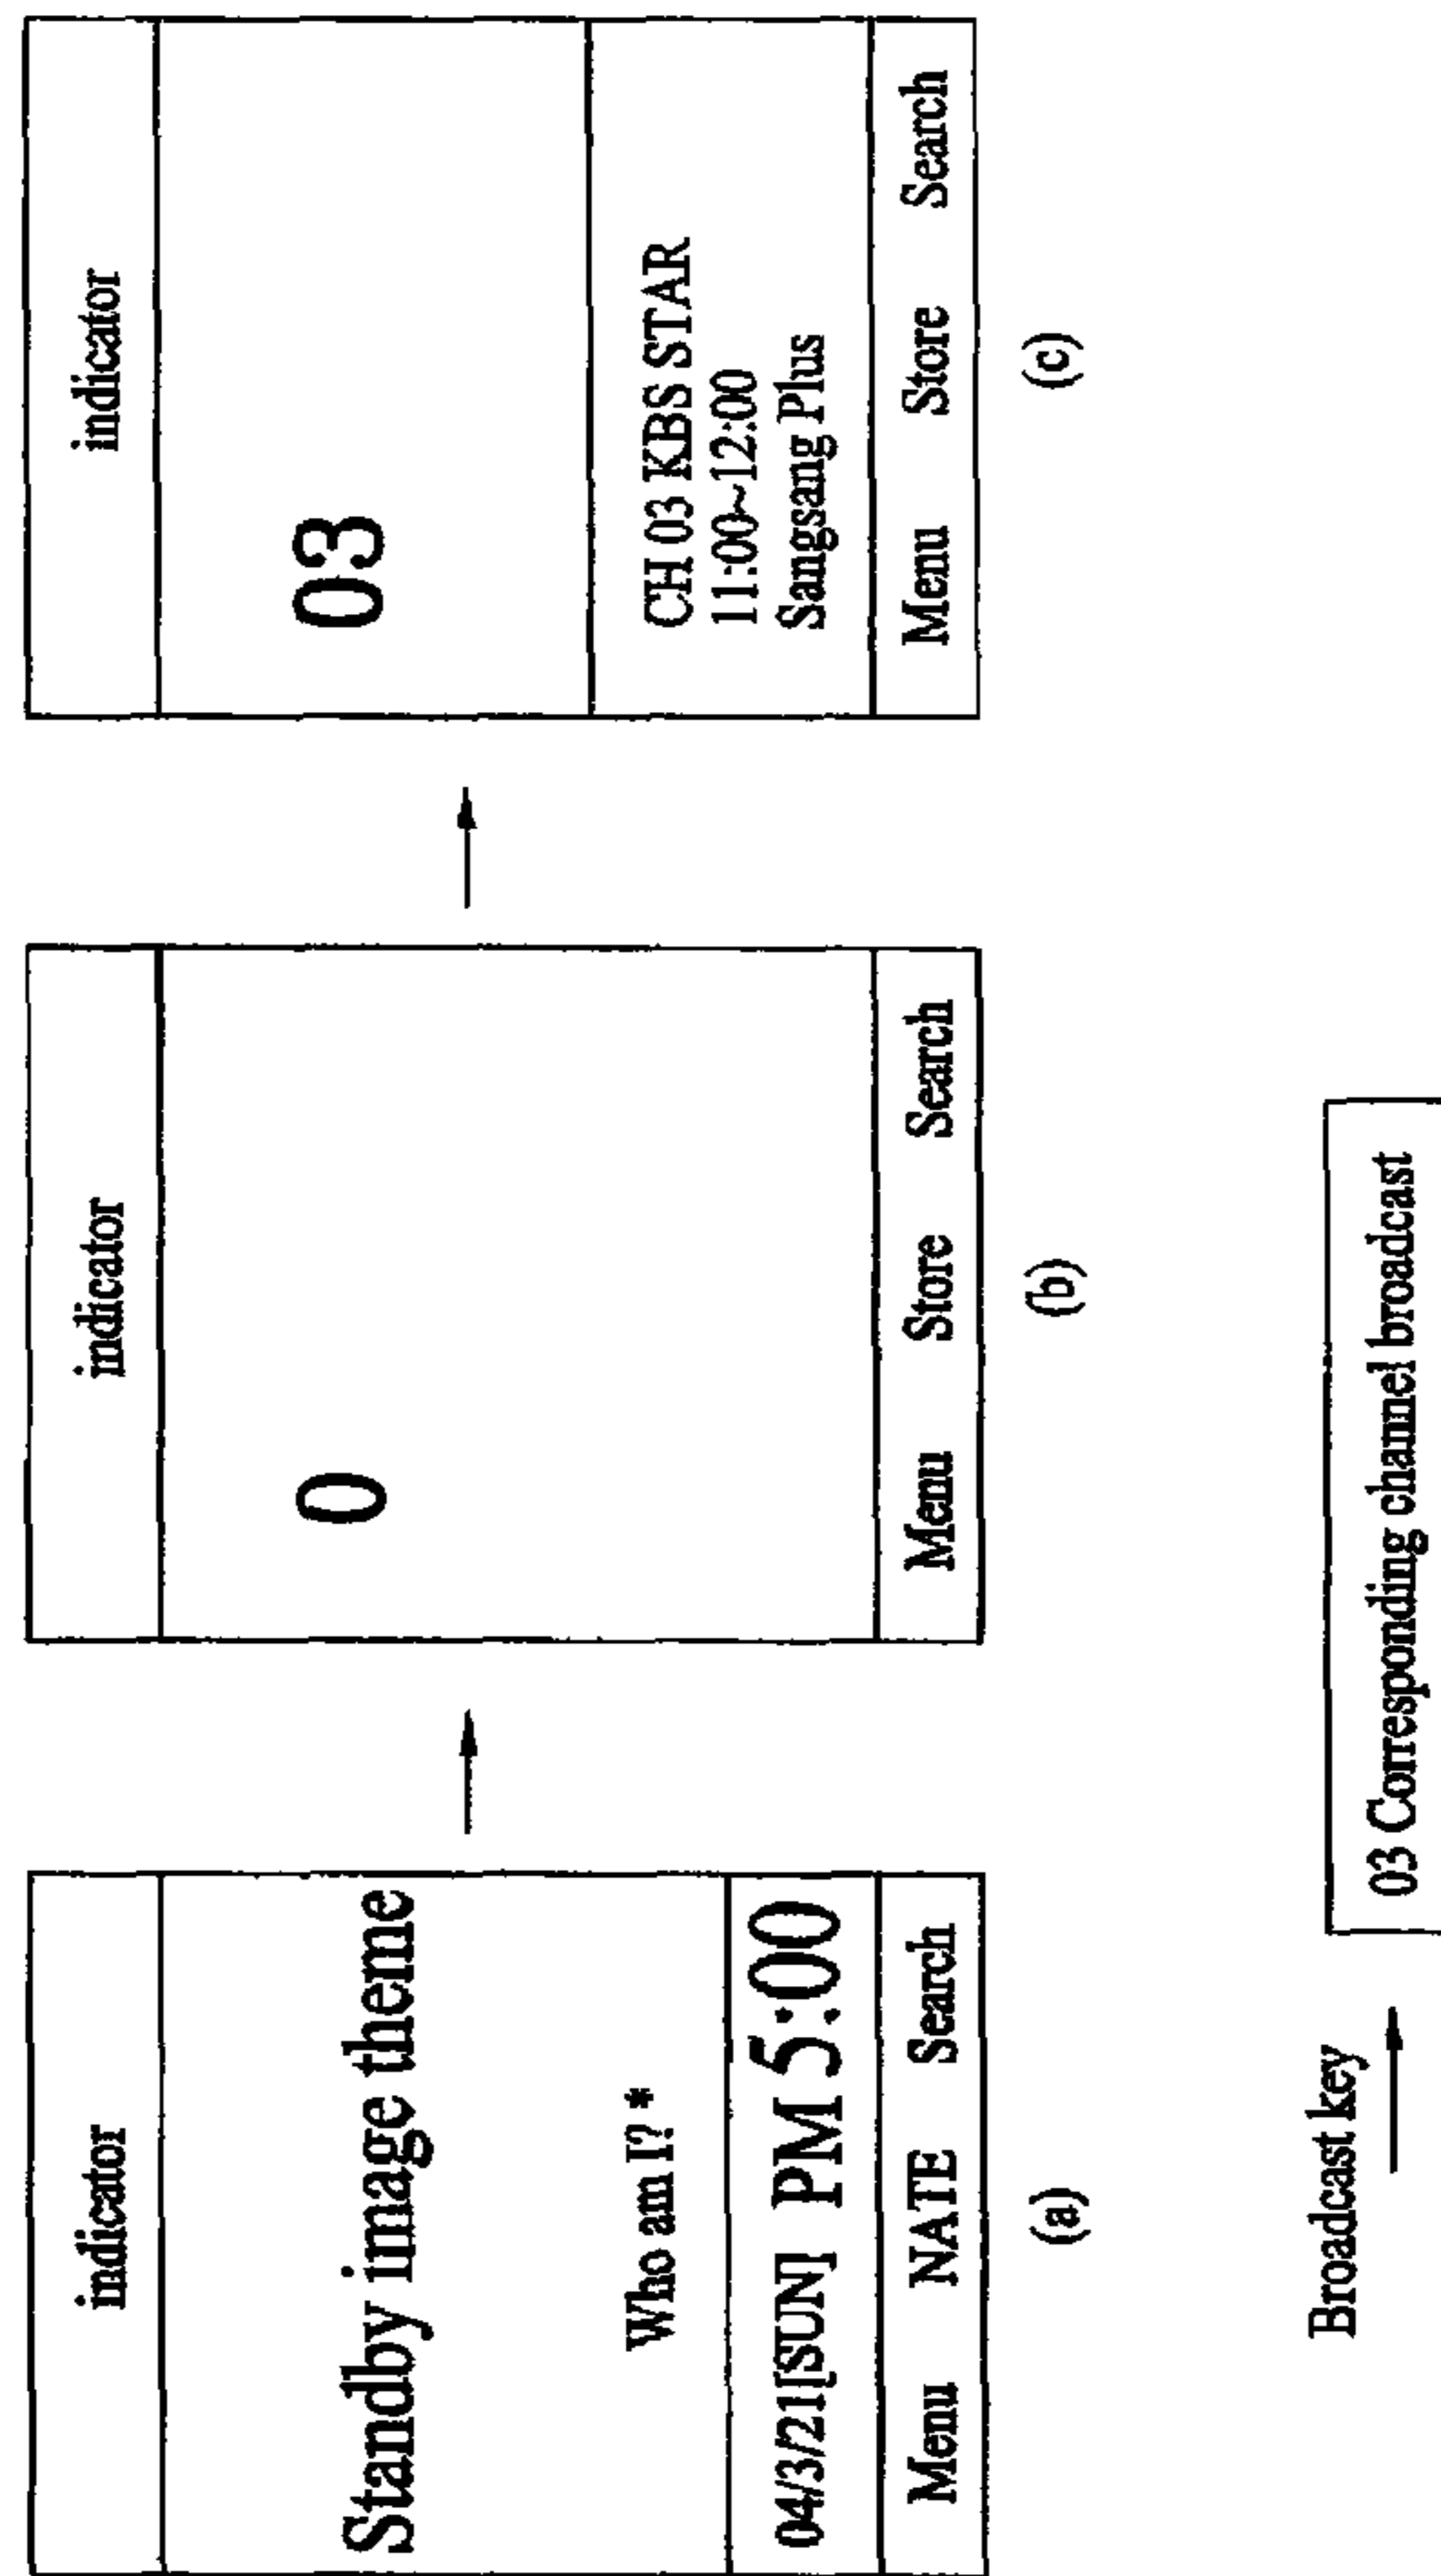 indicator
Standby image theme
Who am I? *
04/3/21[SUN] PM 5:00
Menu NATE Search
(a)
indicator
0
Menu Store Search
(b)
indicator
03
CH 03 KBS STAR
11:00~12:00
Sangsang Plus
Menu Store Search
(c)
Broadcast key
03 Corresponding channel broadcast